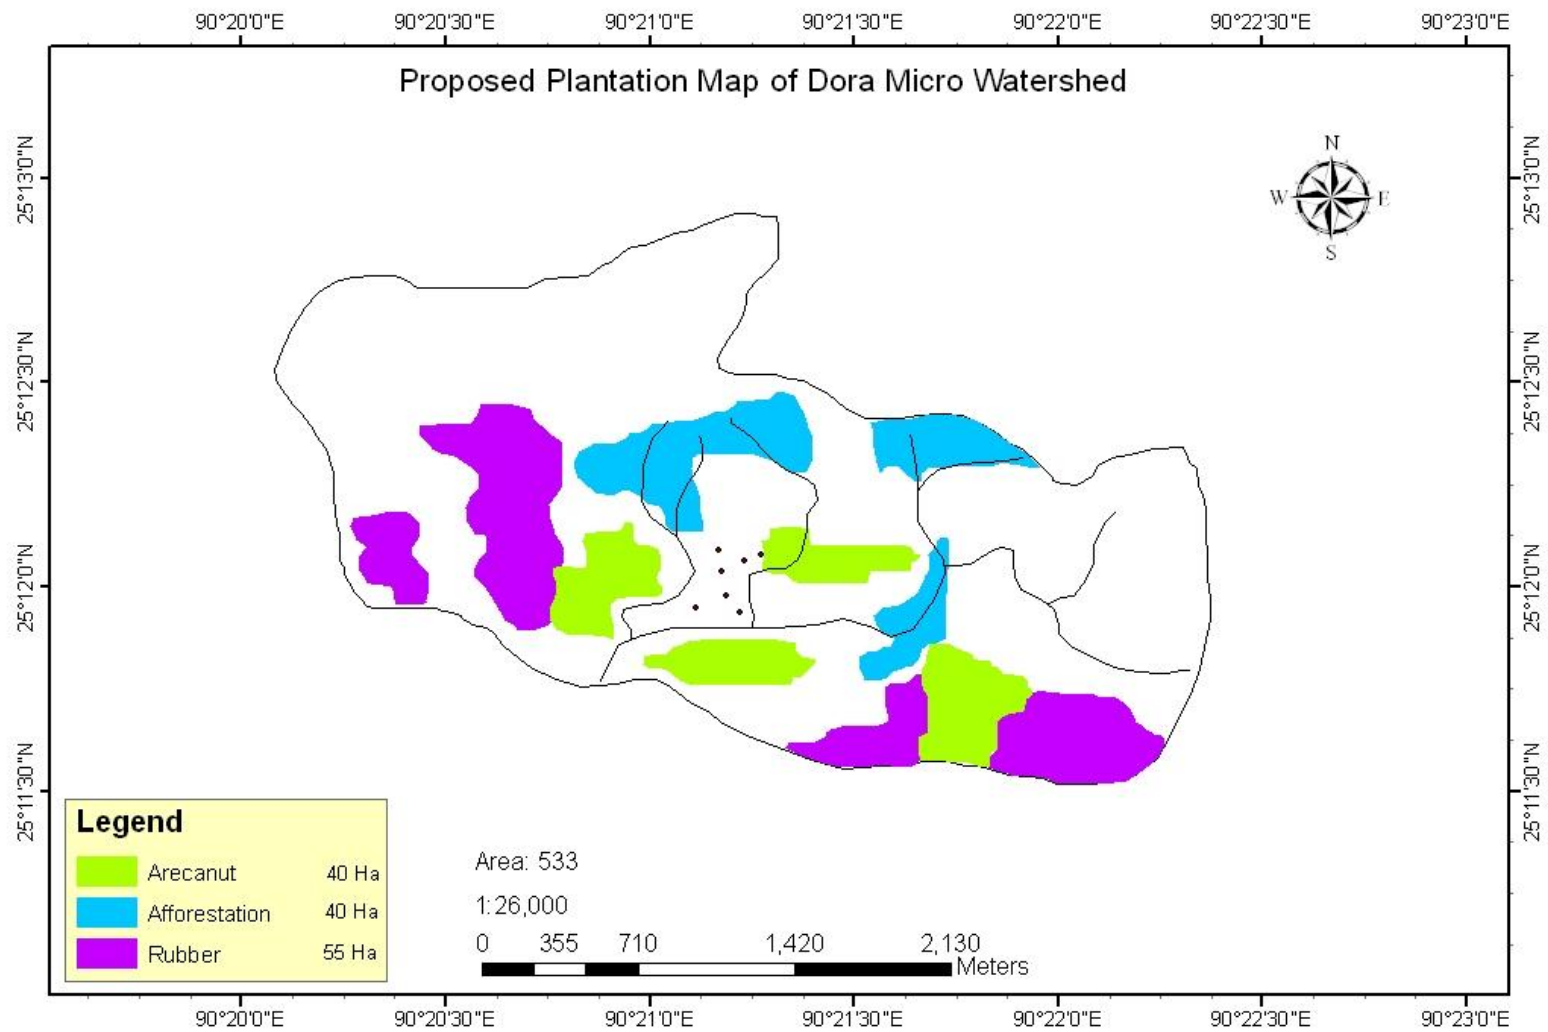 90°20'0"E 90°20'30"E 90°21'0"E 90°21'30"E 90°22'0"E 90°22'30"E 90°23'0"E
Proposed Plantation Map of Dora Micro Watershed
N
W E
S
25°13'0"N 25°13'0"N
25°12'30"N 25°12'30"N
25°12'0"N 25°12'0"N
25°11'30"N 25°11'30"N
Legend
Arecanut 40 Ha
Afforestation 40 Ha
Rubber 55 Ha
Area: 533
1:26,000
0 355 710 1,420 2,130
Meters
90°20'0"E 90°20'30"E 90°21'0"E 90°21'30"E 90°22'0"E 90°22'30"E 90°23'0"E